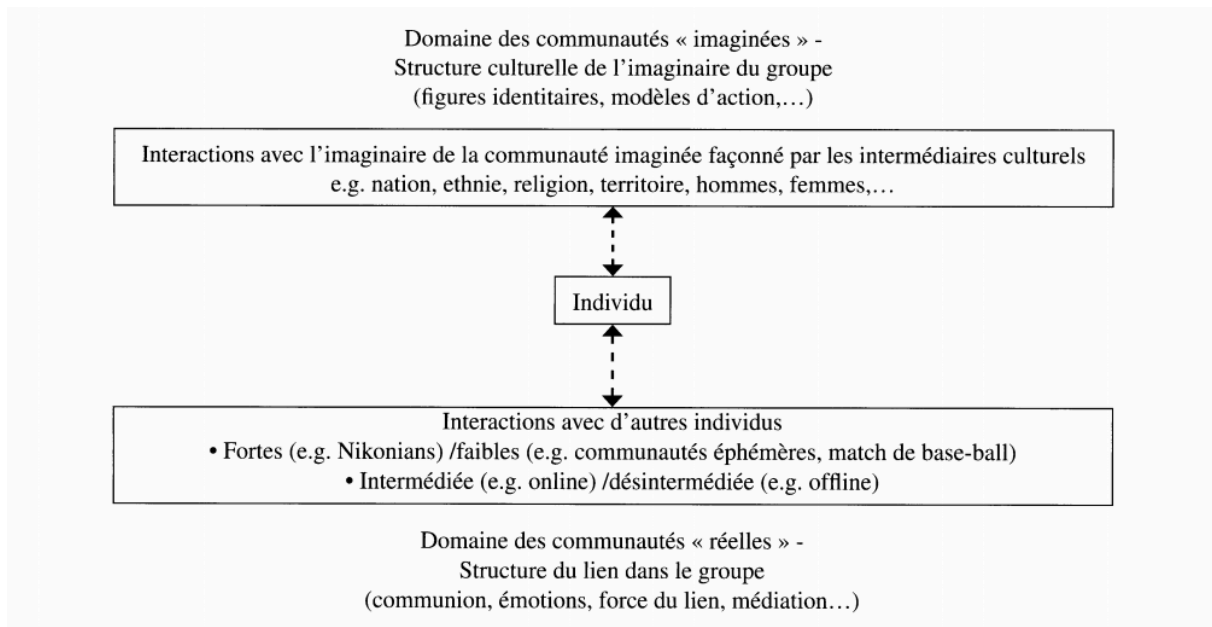 Domaine des communautés « imaginées » -
Structure culturelle de l’imaginaire du groupe
(figures identitaires, modèles d’action,…)
Interactions avec l’imaginaire de la communauté imaginée façonné par les intermédiaires culturels
e.g. nation, ethnie, religion, territoire, hommes, femmes,…
Individu
Interactions avec d’autres individus
• Fortes (e.g. Nikonians) /faibles (e.g. communautés éphémères, match de base-ball)
• Intermédiée (e.g. online) /désintermédiée (e.g. offline)
Domaine des communautés « réelles » -
Structure du lien dans le groupe
(communion, émotions, force du lien, médiation…)